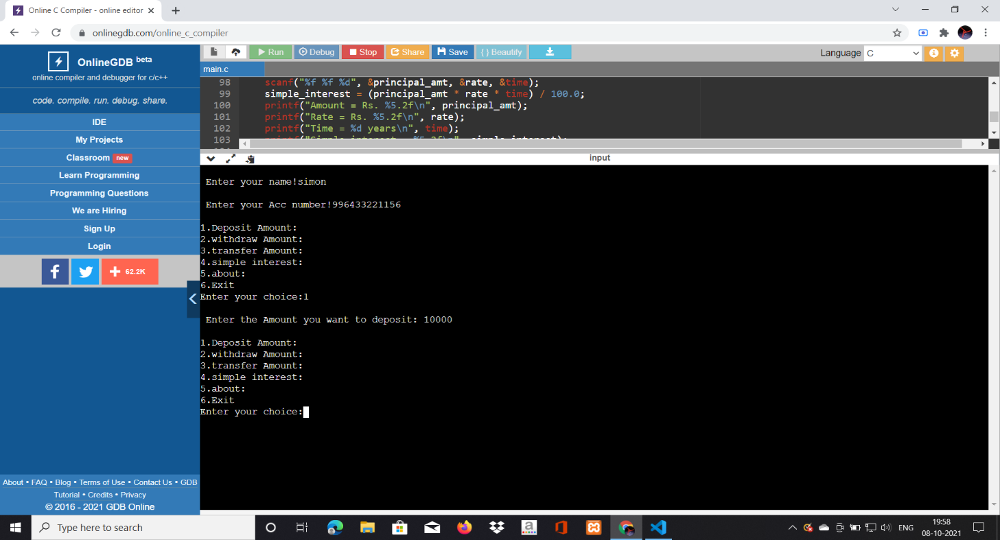 Online C Compiler - online editor
onlinegdb.com/online_c_compiler
OnlineGDB beta
online compiler and debugger for c/c++
code. compile. run. debug. share.
IDE
My Projects
Classroom new
Learn Programming
Programming Questions
We are Hiring
Sign Up
Login
62.2K
About • FAQ • Blog • Terms of Use • Contact Us • GDB
Tutorial • Credits • Privacy
© 2016 - 2021 GDB Online
Run Debug Stop Share Save { } Beautify Language C
main.c
98 scanf("%f %f %d", &principal_amt, &rate, &time);
99 simple_interest = (principal_amt * rate * time) / 100.0;
100 printf("Amount = Rs. %5.2f\n", principal_amt);
101 printf("Rate = Rs. %5.2f\n", rate);
102 printf("Time = %d years\n", time);
103
input
Enter your name!simon
Enter your Acc number!996433221156
1.Deposit Amount:
2.withdraw Amount:
3.transfer Amount:
4.simple interest:
5.about:
6.Exit
Enter your choice:1
Enter the Amount you want to deposit: 10000
1.Deposit Amount:
2.withdraw Amount:
3.transfer Amount:
4.simple interest:
5.about:
6.Exit
Enter your choice:
Type here to search
ENG
19:58
08-10-2021